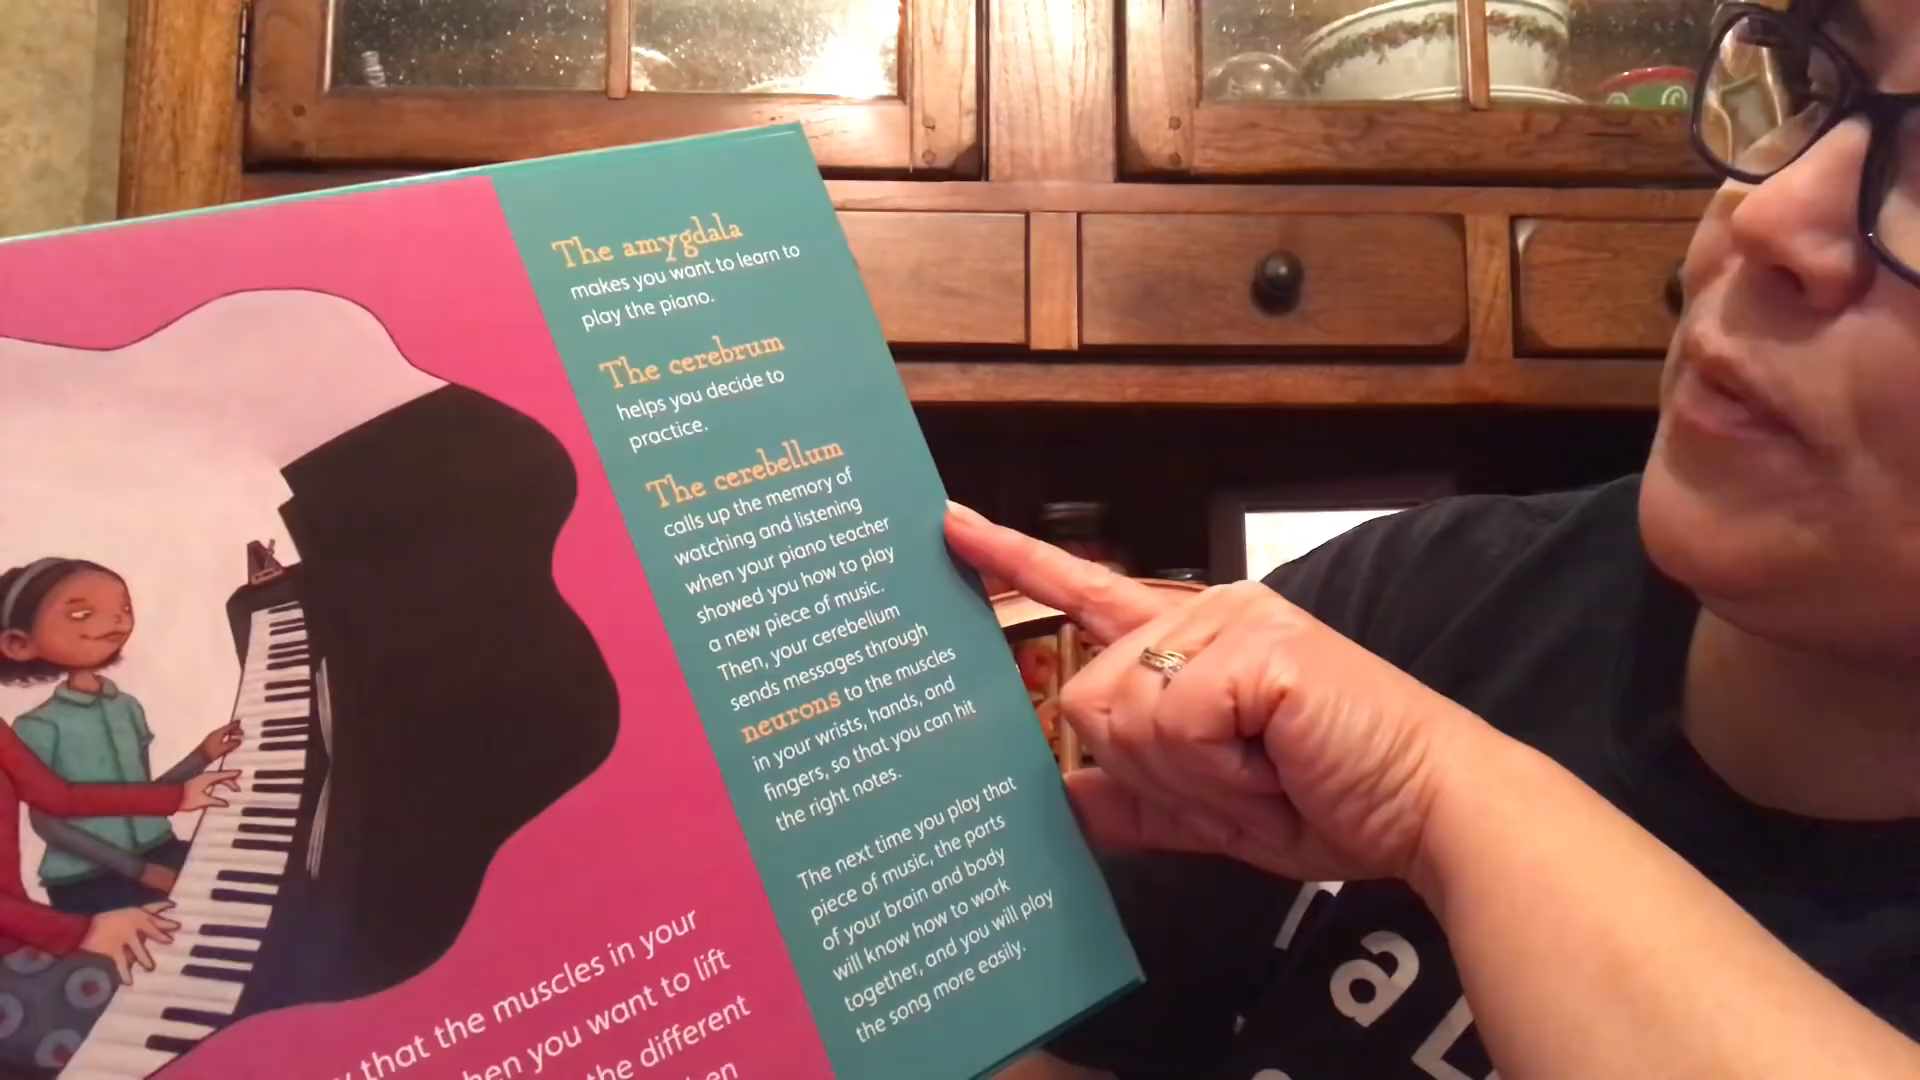 The amygdala
makes you want to learn to
play the piano.
The cerebrum
helps you decide to
practice.
The cerebellum
calls up the memory of
watching and listening
when your piano teacher
showed you how to play
a new piece of music.
Then, your cerebellum
sends messages through
neurons to the muscles
in your wrists, hands, and
fingers, so that you can hit
the right notes.
The next time you play that
piece of music, the parts
of your brain and body
will know how to work
together, and you will play
the song more easily.
that the muscles in your
you want to lift
the different